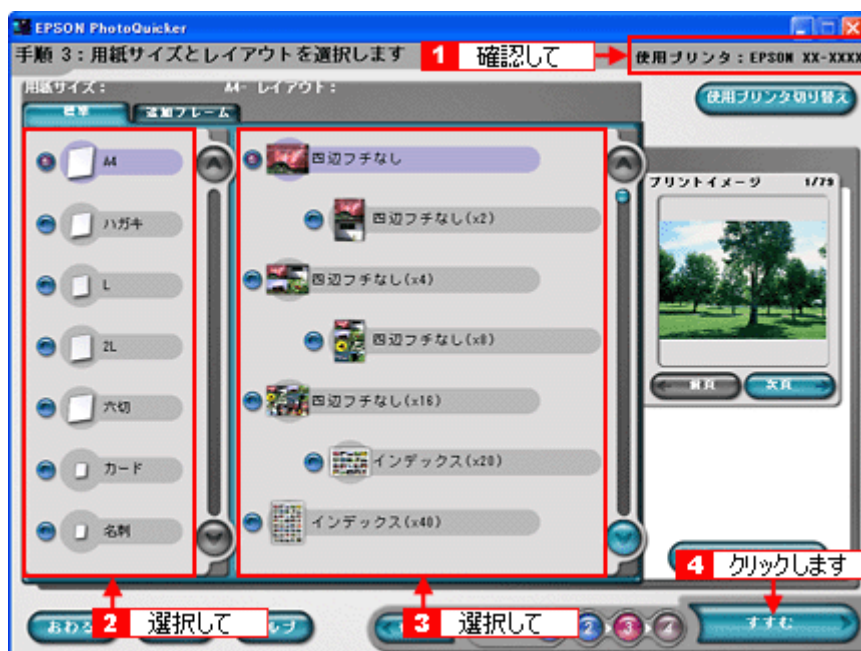 EPSON PhotoQuicker
手順 3：用紙サイズとレイアウトを選択します
1 確認して
使用プリンタ：EPSON XX-XXXX
用紙サイズ： A4- レイアウト：
使用プリンタ切り替え
標準 追加フレーム
A4
ハガキ
L
2L
六切
カード
名刺
四辺フチなし
四辺フチなし(x2)
四辺フチなし(x4)
四辺フチなし(x8)
四辺フチなし(x16)
インデックス(x20)
インデックス(x40)
プリントイメージ 1/79
前頁 次頁
4 クリックします
2 選択して
3 選択して
おわる
ルプ
2 3 4
すすむ